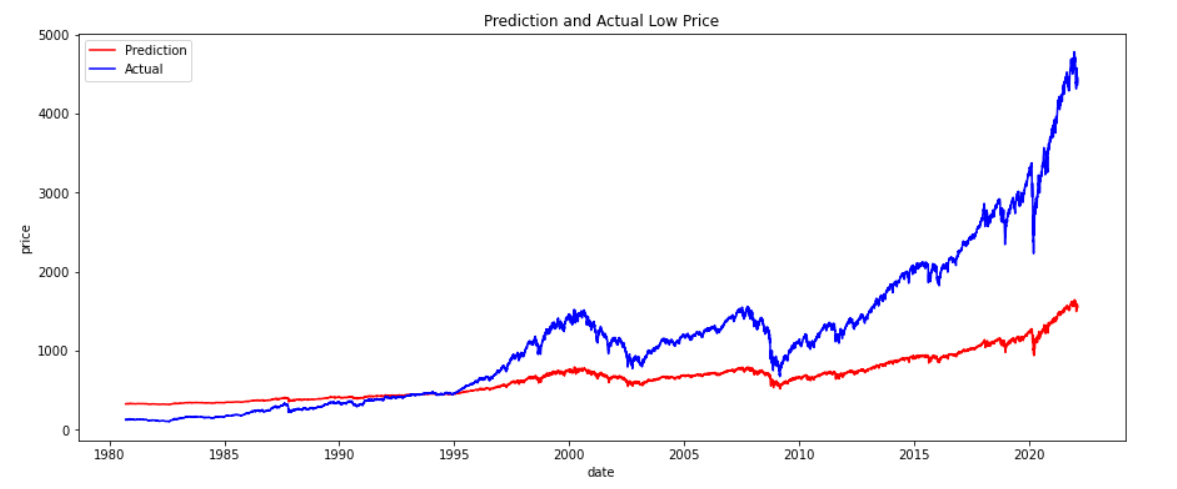 Prediction and Actual Low Price
Prediction
Actual
5000
4000
3000
2000
1000
0
price
1980 1985 1990 1995 2000 2005 2010 2015 2020
date